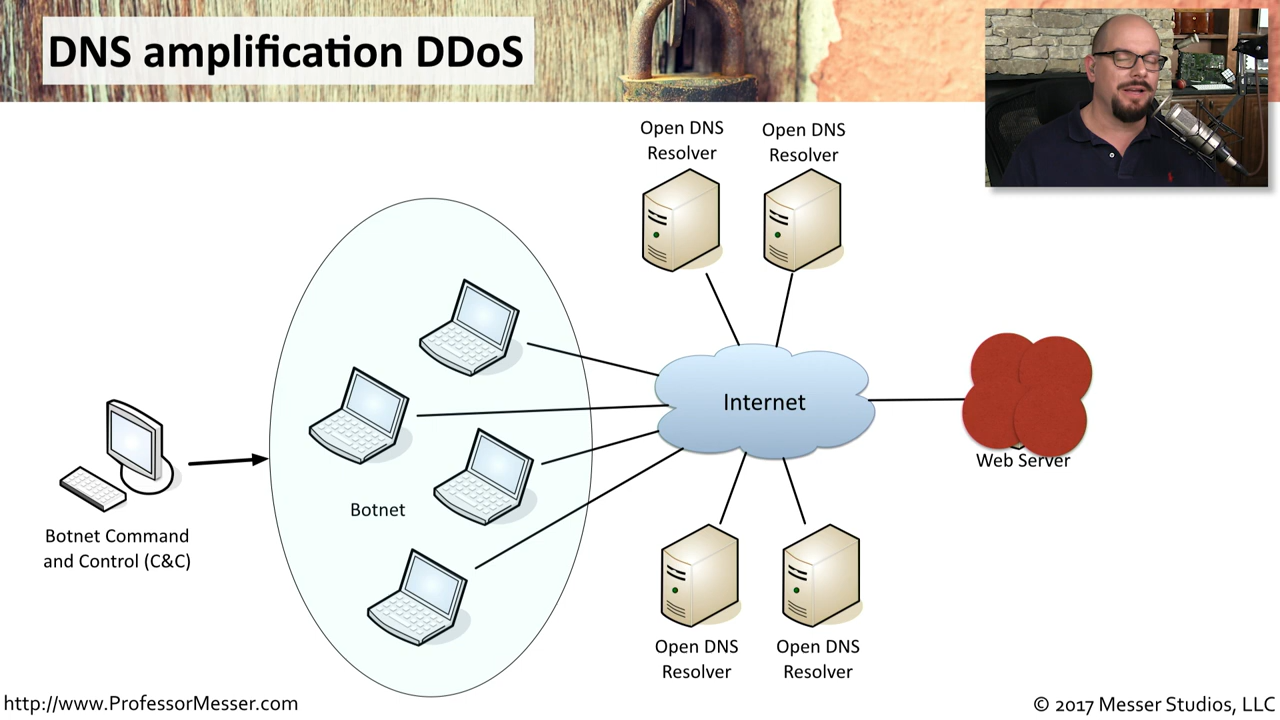 DNS amplification DDoS
Open DNS
Resolver
Open DNS
Resolver
Internet
Web Server
Botnet
Botnet Command
and Control (C&C)
Open DNS
Resolver
Open DNS
Resolver
http://www.ProfessorMesser.com
© 2017 Messer Studios, LLC